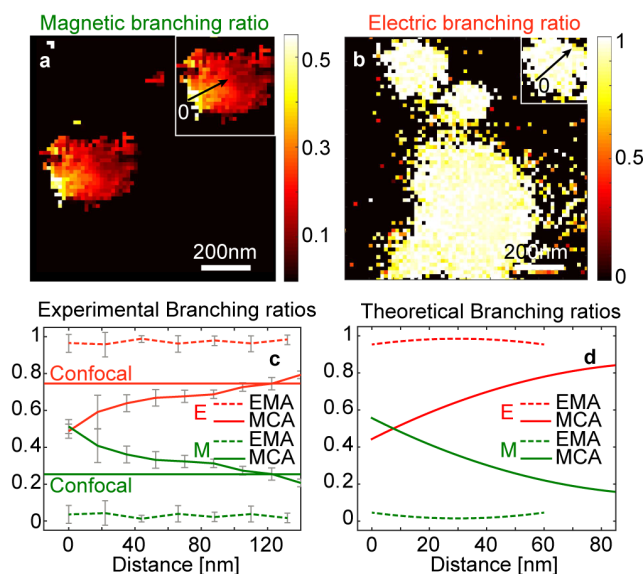 Magnetic branching ratio
Electric branching ratio
a
0
0.5
0.3
0.1
200nm
b
0
1
0.5
0
200nm
Experimental Branching ratios
Theoretical Branching ratios
1
0.8
0.6
0.4
0.2
0
c
Confocal
E
EMA
MCA
M
EMA
MCA
Confocal
0
40
80
120
Distance [nm]
1
0.8
0.6
0.4
0.2
0
d
E
EMA
MCA
M
EMA
MCA
0
20
40
60
80
Distance [nm]